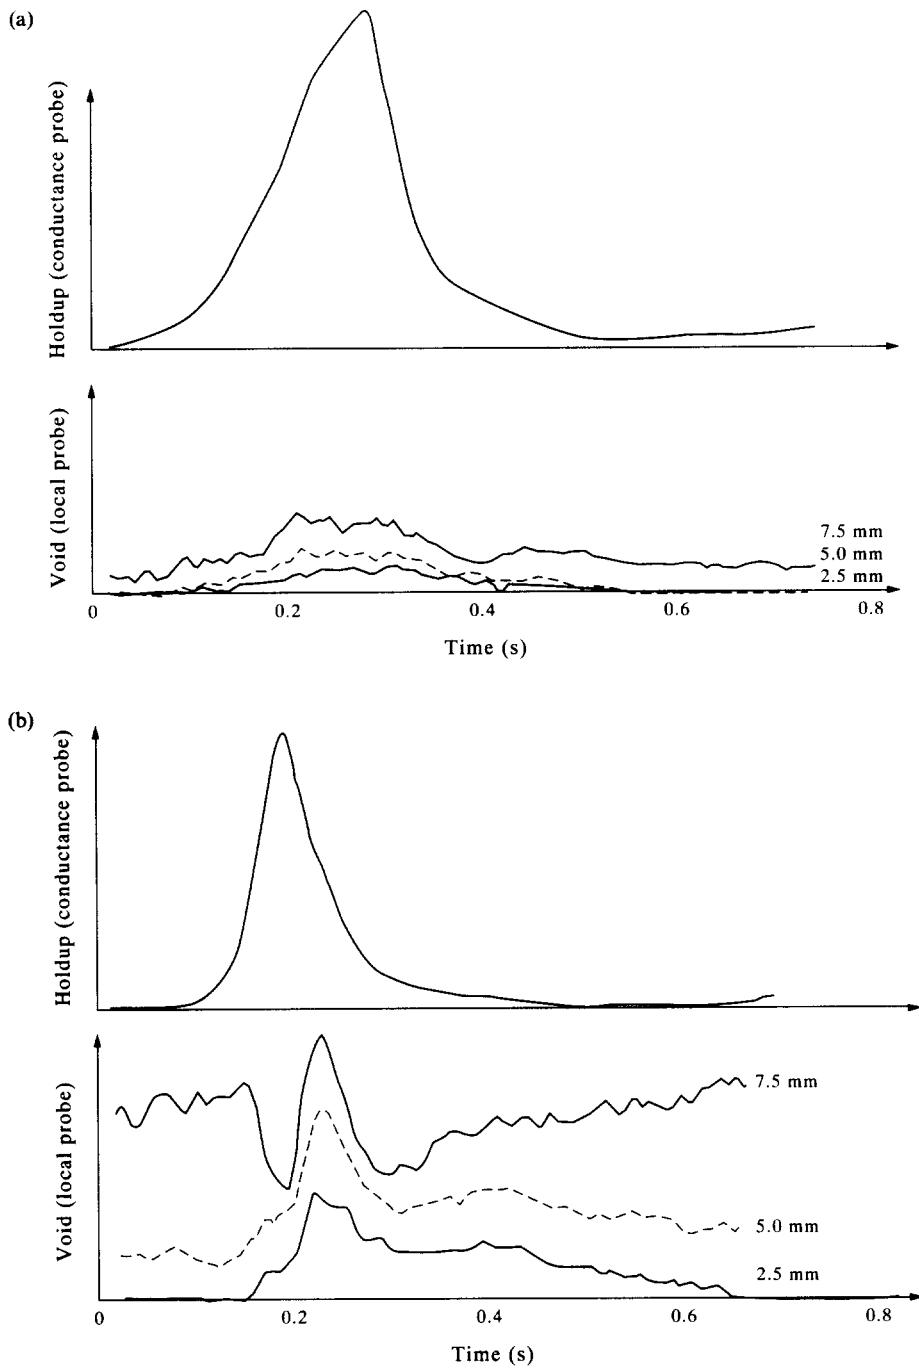 (a)
Holdup (conductance probe)
Void (local probe)
7.5 mm
5.0 mm
2.5 mm
0 0.2 0.4 0.6 0.8
Time (s)
(b)
Holdup (conductance probe)
Void (local probe)
7.5 mm
5.0 mm
2.5 mm
0 0.2 0.4 0.6 0.8
Time (s)